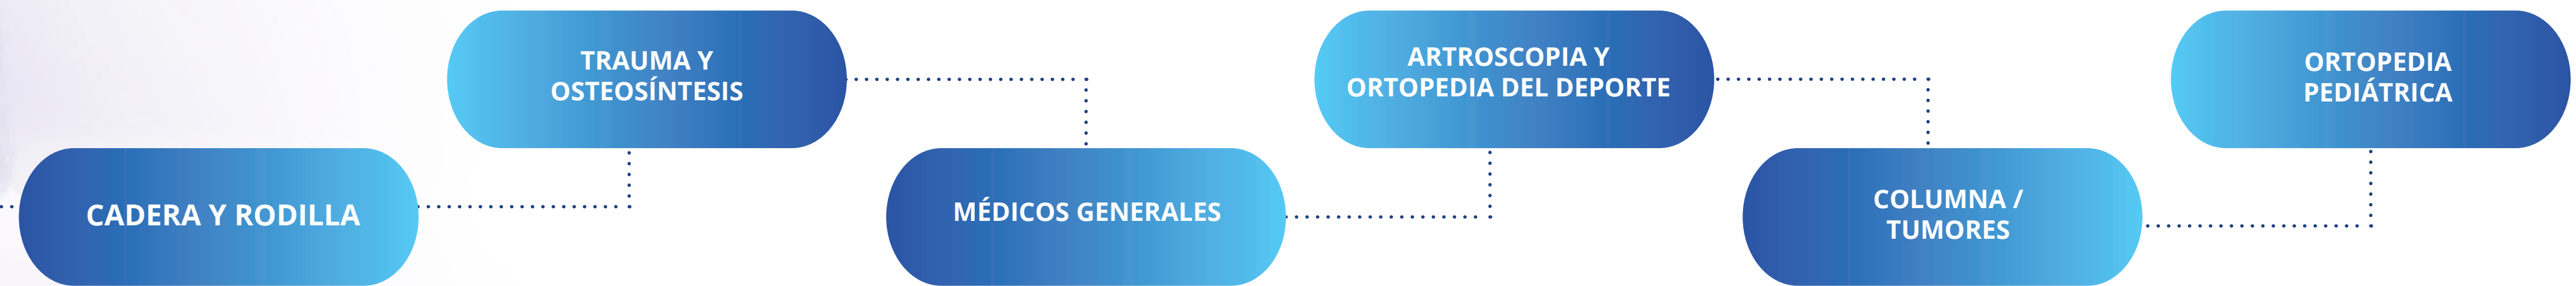 CADERA Y RODILLA
TRAUMA Y
OSTEOSÍNTESIS
MÉDICOS GENERALES
ARTROSCOPIA Y
ORTOPEDIA DEL DEPORTE
COLUMNA /
TUMORES
ORTOPEDIA
PEDIÁTRICA